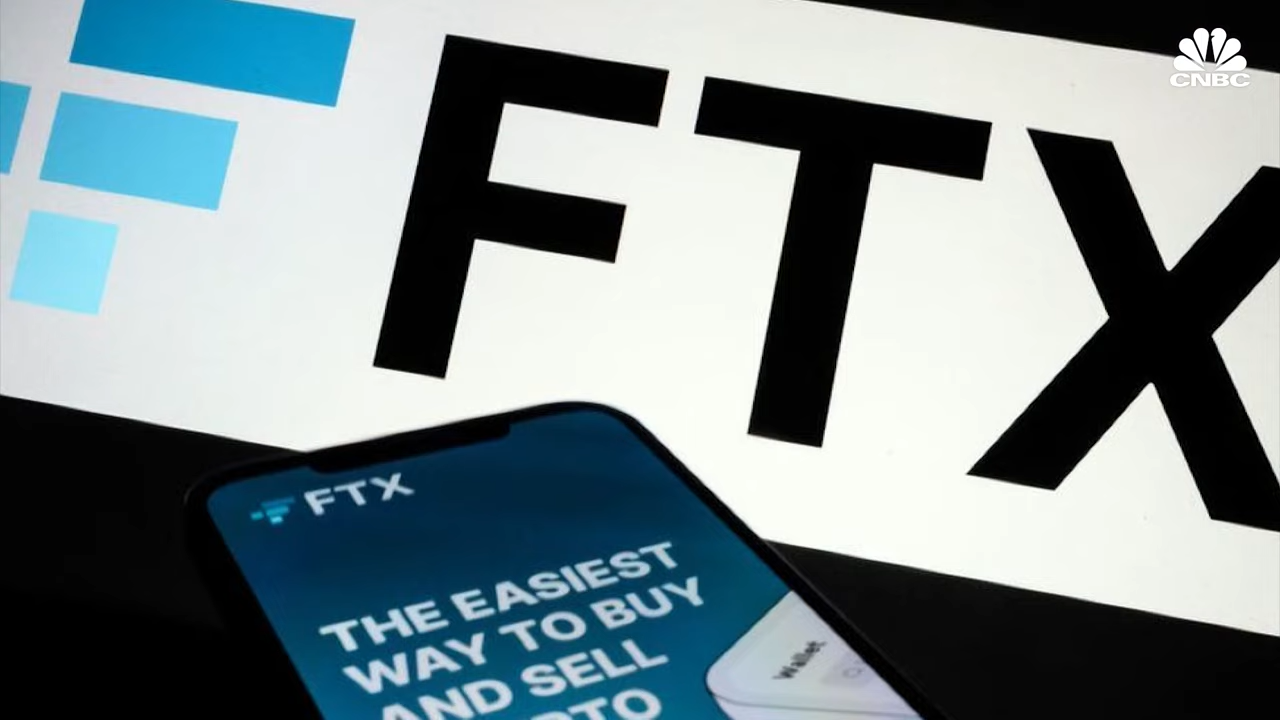 CNBC
FTX
FTX
THE EASIEST
WAY TO BUY
AND SELL
Wallet